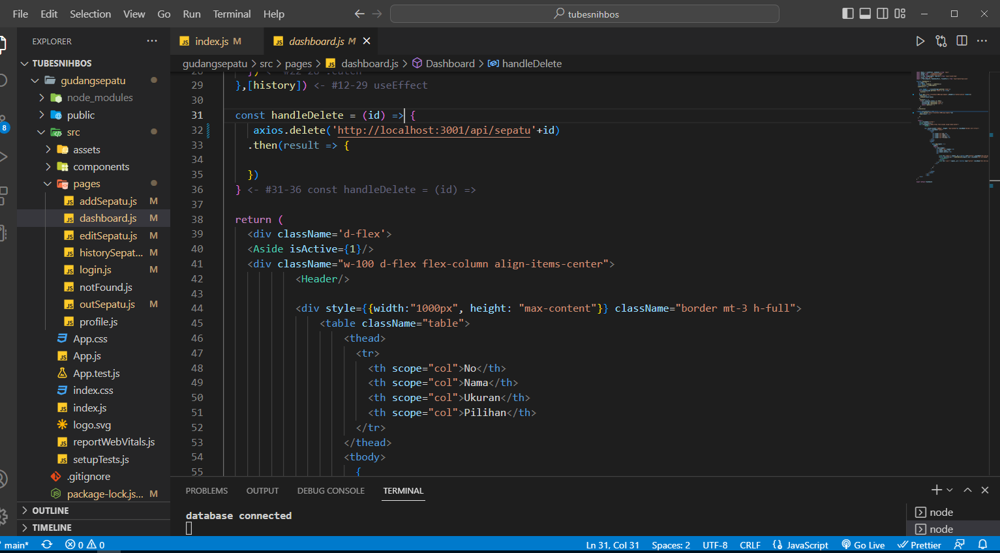 File Edit Selection View Go Run Terminal Help
tubesnihbos
EXPLORER
TUBESNIHBOS
gudangsepatu
node_modules
public
src
assets
components
pages
addSepatu.js M
dashboard.js M
editSepatu.js M
historySepat... M
login.js M
notFound.js
outSepatu.js M
profile.js
App.css
App.js
App.test.js
index.css
index.js
logo.svg
reportWebVitals.js
setupTests.js
.gitignore
package-lock.js... M
OUTLINE
TIMELINE
8
index.js M
dashboard.js M
gudangsepatu > src > pages > dashboard.js > Dashboard > handleDelete
28 }) <- #22-28 .catch
29 },[history]) <- #12-29 useEffect
30
31 const handleDelete = (id) => {
32 axios.delete('http://localhost:3001/api/sepatu'+id)
33 .then(result => {
34
35 })
36 } <- #31-36 const handleDelete = (id) =>
37
38 return (
39 <div className='d-flex'>
40 <Aside isActive={1}/>
41 <div className="w-100 d-flex flex-column align-items-center">
42 <Header/>
43
44 <div style={{width:"1000px", height: "max-content"}} className="border mt-3 h-full">
45 <table className="table">
46 <thead>
47 <tr>
48 <th scope="col">No</th>
49 <th scope="col">Nama</th>
50 <th scope="col">Ukuran</th>
51 <th scope="col">Pilihan</th>
52 </tr>
53 </thead>
54 <tbody>
55 {
PROBLEMS OUTPUT DEBUG CONSOLE TERMINAL
database connected
node
node
main* 0 0 Ln 31, Col 31 Spaces: 2 UTF-8 CRLF JavaScript Go Live Prettier